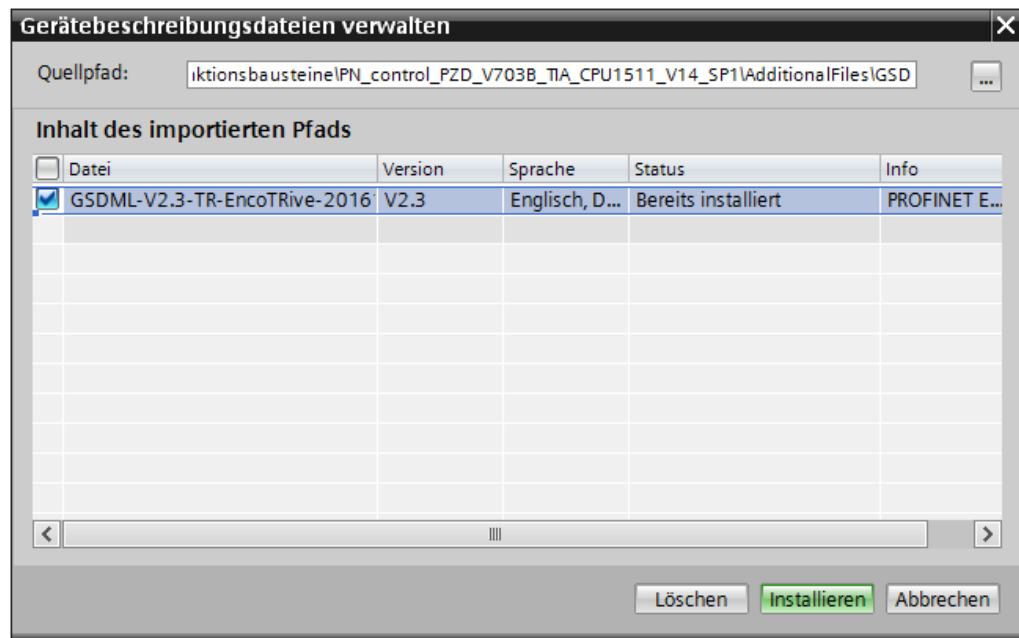 Gerätebeschreibungsdateien verwalten
Quellpfad: ıktionsbausteine\PN_control_PZD_V703B_TIA_CPU1511_V14_SP1\AdditionalFiles\GSD ...
Inhalt des importierten Pfads
Datei Version Sprache Status Info
GSDML-V2.3-TR-EncoTRive-2016 V2.3 Englisch, D... Bereits installiert PROFINET E...
Löschen Installieren Abbrechen